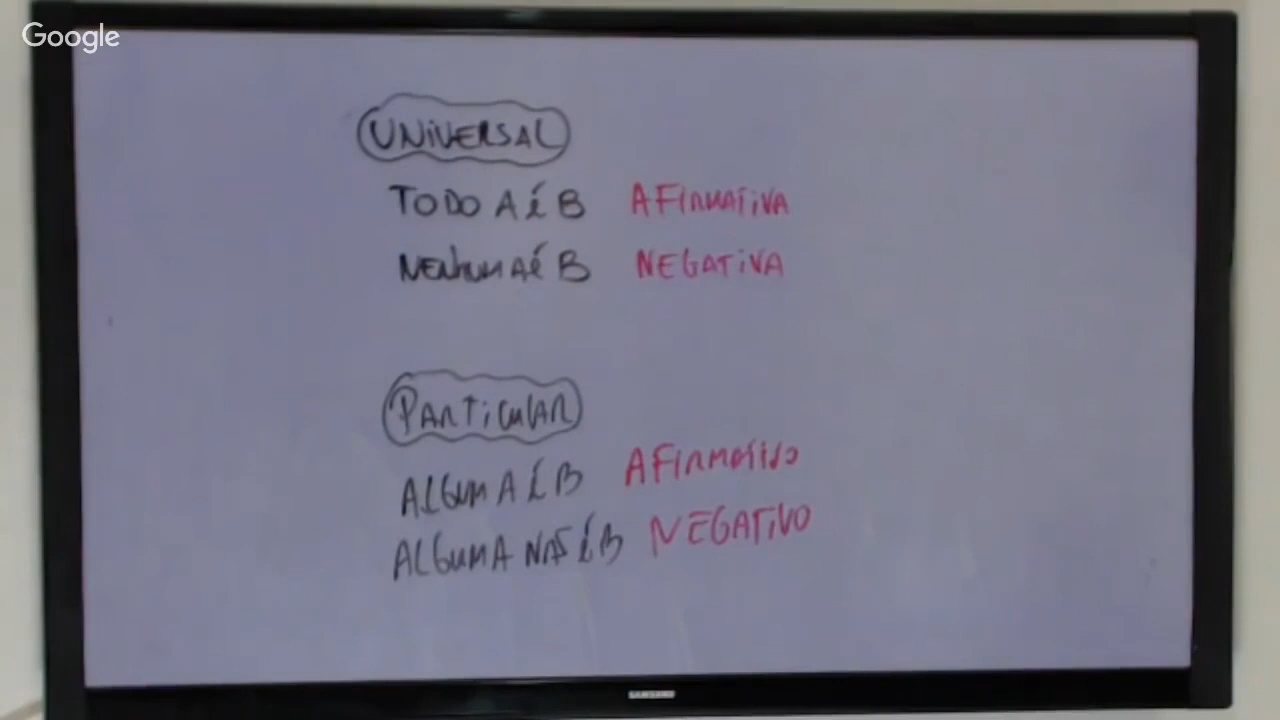 Google
UNIVERSAL
TODO A É B AFIRMATIVA
NENHUM A É B NEGATIVA
PARTICULAR
ALGUM A É B AFIRMATIVO
ALGUM A NÃO É B NEGATIVO
SAMSUNG